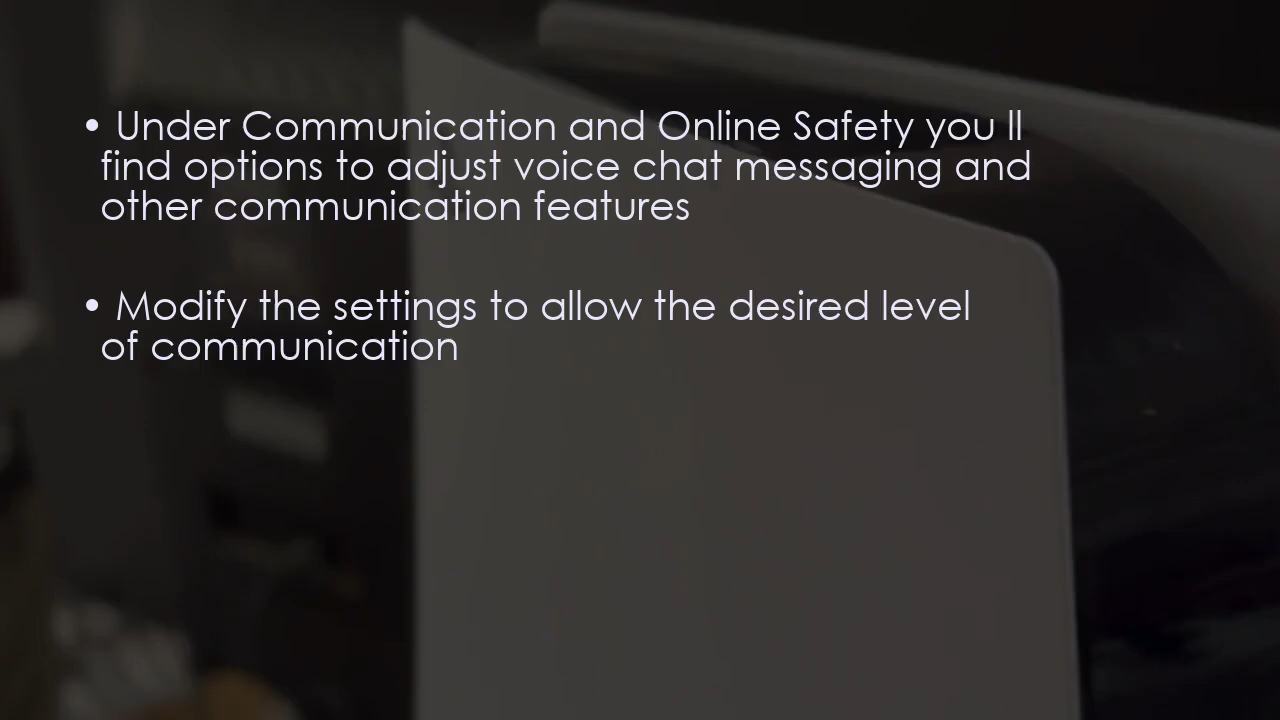 • Under Communication and Online Safety you ll
find options to adjust voice chat messaging and
other communication features
• Modify the settings to allow the desired level
of communication